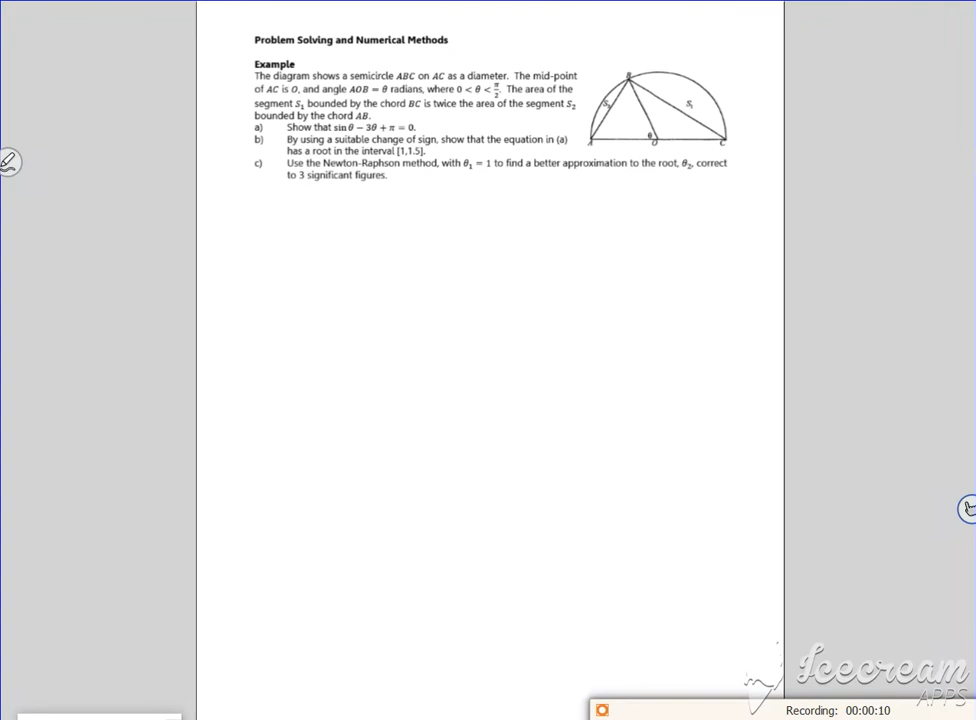 Problem Solving and Numerical Methods
Example
The diagram shows a semicircle ABC on AC as a diameter. The mid-point
of AC is O, and angle AOB = θ radians, where 0 < θ < π/2. The area of the
segment S₁ bounded by the chord BC is twice the area of the segment S₂
bounded by the chord AB.
a) Show that sin θ − 3θ + π = 0.
b) By using a suitable change of sign, show that the equation in (a)
has a root in the interval [1,1.5].
c) Use the Newton-Raphson method, with θ₁ = 1 to find a better approximation to the root, θ₂, correct
to 3 significant figures.
B
S₂
S₁
θ
A
O
C
Icecream
APPS
Recording: 00:00:10